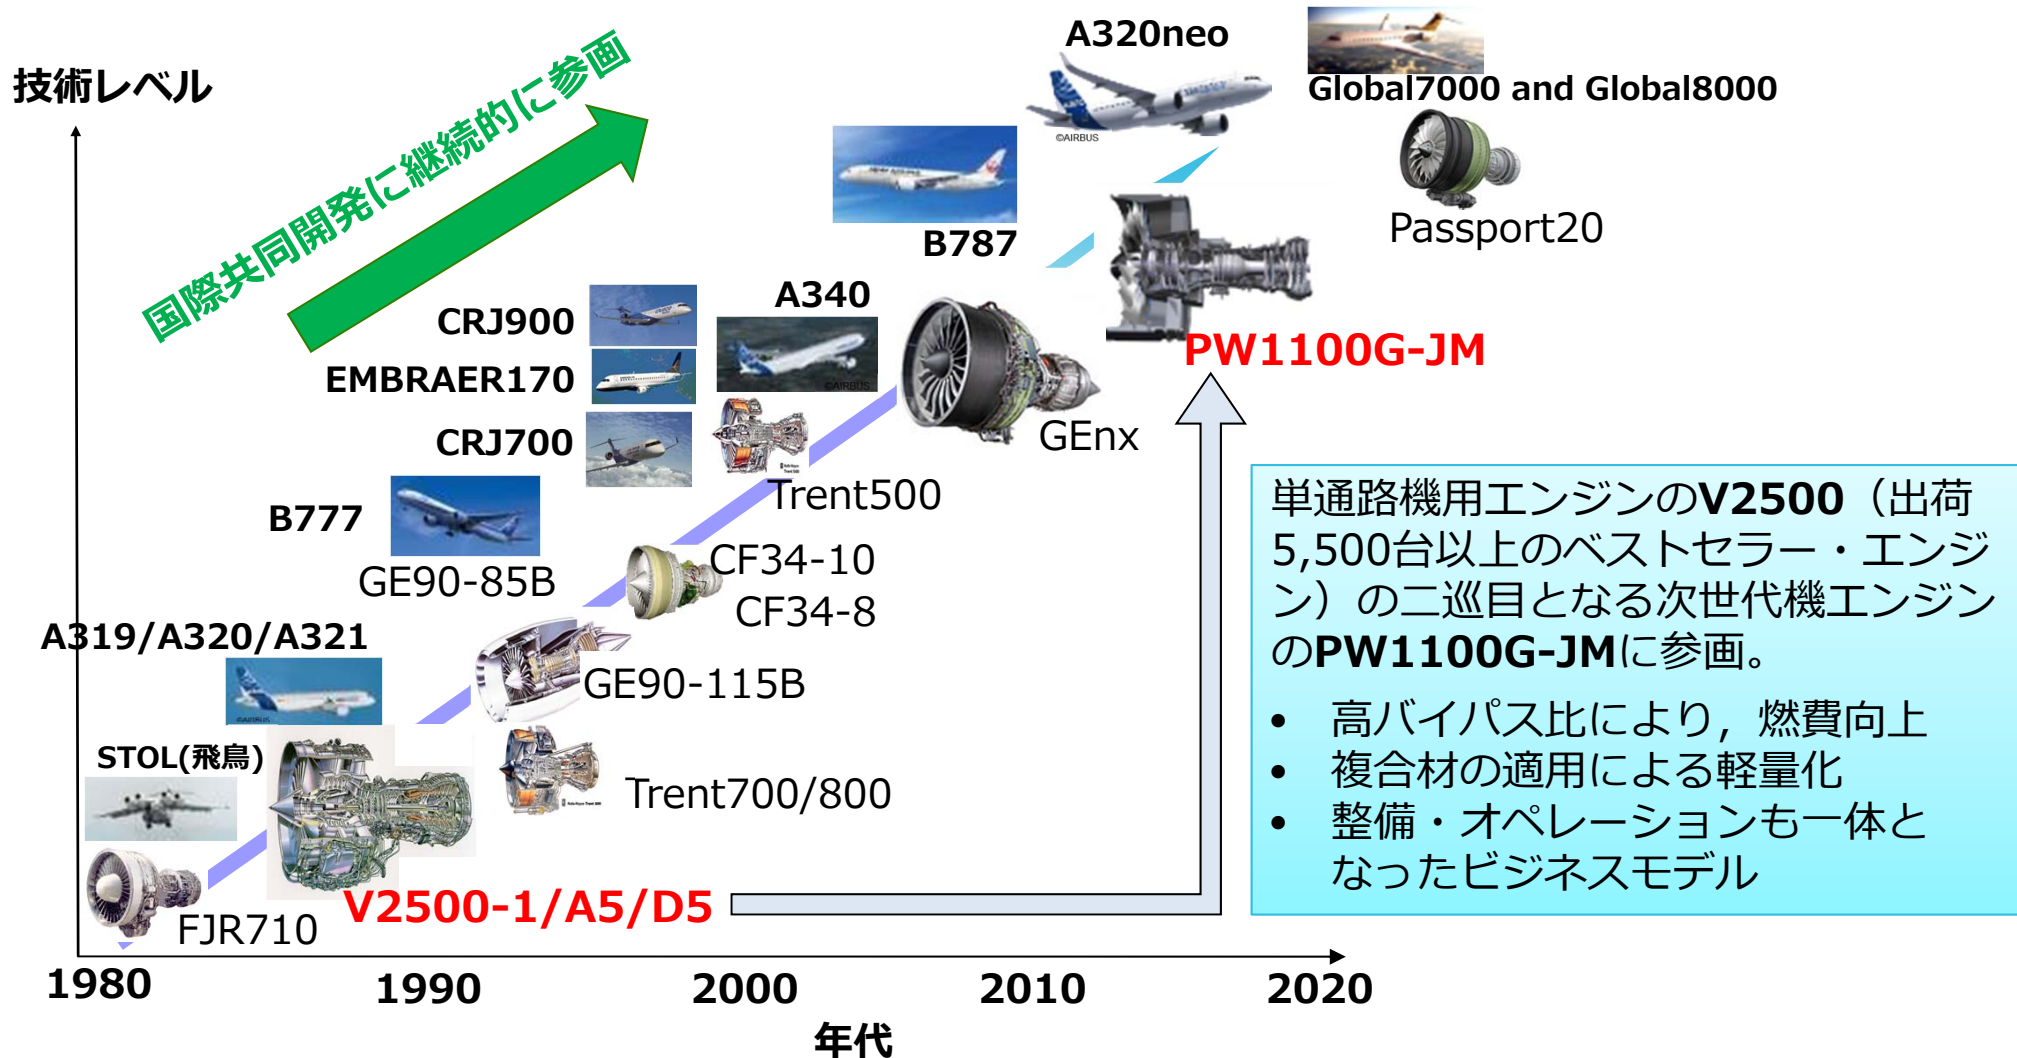 技術レベル
国際共同開発に継続的に参画
A320neo
©AIRBUS
Global7000 and Global8000
Passport20
B787
PW1100G-JM
CRJ900
A340
©AIRBUS
EMBRAER170
CRJ700
GEnx
Trent500
B777
GE90-85B
CF34-10
CF34-8
A319/A320/A321
©AIRBUS
GE90-115B
STOL(飛鳥)
Trent700/800
V2500-1/A5/D5
FJR710
単通路機用エンジンのV2500（出荷
5,500台以上のベストセラー・エンジ
ン）の二巡目となる次世代機エンジン
のPW1100G-JMに参画。
• 高バイパス比により，燃費向上
• 複合材の適用による軽量化
• 整備・オペレーションも一体と
なったビジネスモデル
1980
1990
2000
2010
2020
年代